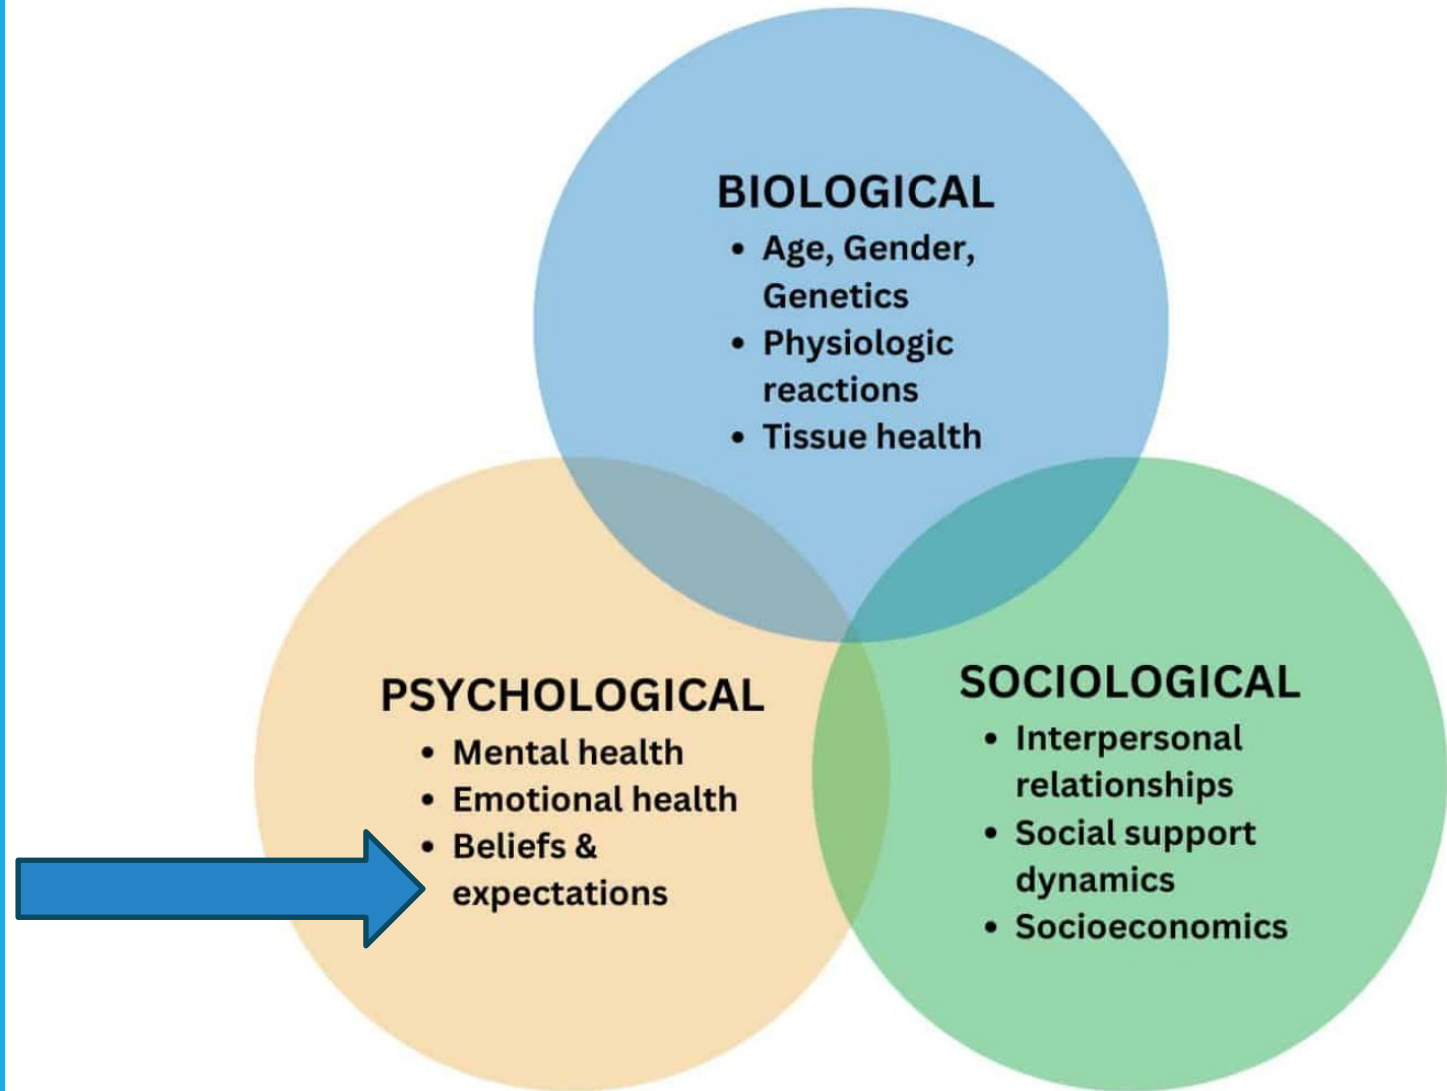 BIOLOGICAL
• Age, Gender,
Genetics
• Physiologic
reactions
• Tissue health
PSYCHOLOGICAL
• Mental health
• Emotional health
• Beliefs &
expectations
SOCIOLOGICAL
• Interpersonal
relationships
• Social support
dynamics
• Socioeconomics